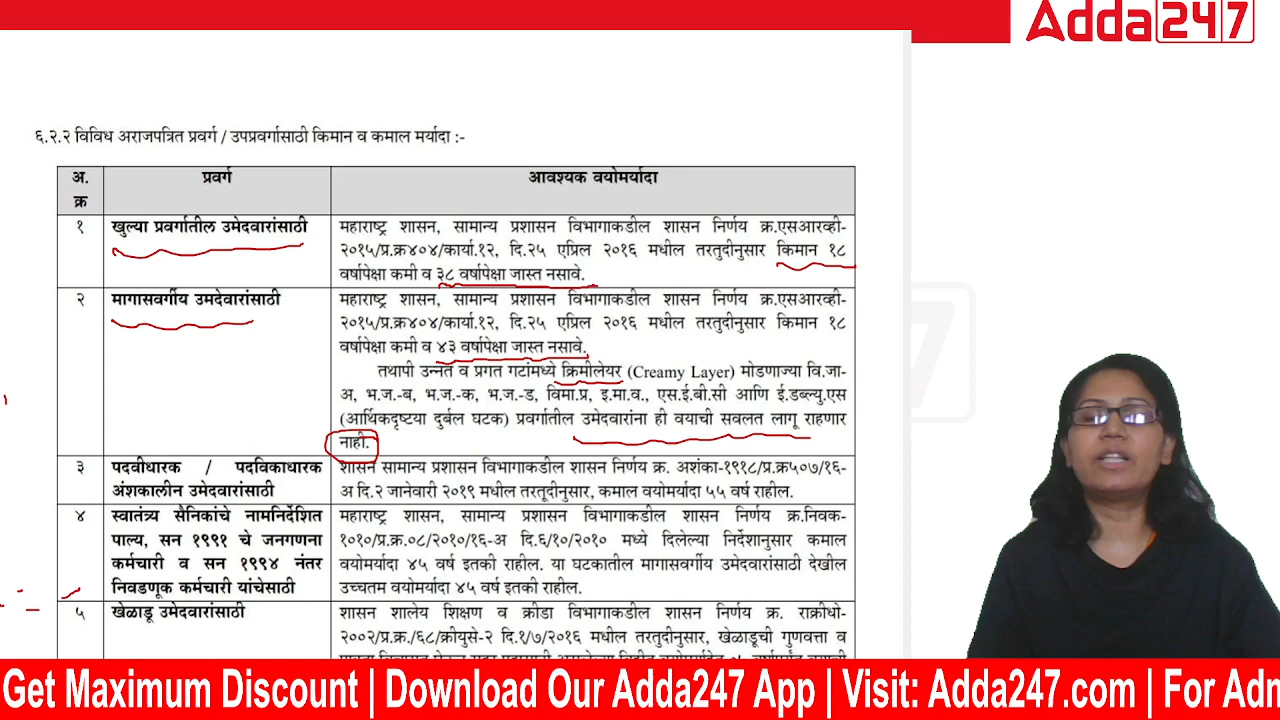 Adda247
६.२.२ विविध अराजपत्रित प्रवर्ग / उपप्रवर्गासाठी किमान व कमाल मर्यादा :-
अ. क्र
प्रवर्ग
आवश्यक वयोमर्यादा
१
खुल्या प्रवर्गातील उमेदवारांसाठी
महाराष्ट्र शासन, सामान्य प्रशासन विभागाकडील शासन निर्णय क्र.एसआरव्ही-
२०१५/प्र.क्र४०४/कार्या.१२, दि.२५ एप्रिल २०१६ मधील तरतुदीनुसार किमान १८
वर्षापेक्षा कमी व ३८ वर्षापेक्षा जास्त नसावे.
२
मागासवर्गीय उमदेवारांसाठी
महाराष्ट्र शासन, सामान्य प्रशासन विभागाकडील शासन निर्णय क्र.एसआरव्ही-
२०१५/प्र.क्र४०४/कार्या.१२, दि.२५ एप्रिल २०१६ मधील तरतुदीनुसार किमान १८
वर्षापेक्षा कमी व ४३ वर्षापेक्षा जास्त नसावे.
तथापी उन्नत व प्रगत गटांमध्ये क्रिमीलेयर (Creamy Layer) मोडणाज्या वि.जा-
अ, भ.ज.-ब, भ.ज.-क, भ.ज.-ड, विमा.प्र, इ.मा.व., एस.ई.बी.सी आणि ई.डब्ल्यु.एस
(आर्थिकदृष्टया दुर्बल घटक) प्रवर्गातील उमेदवारांना ही वयाची सवलत लागू राहणार
नाही.
३
पदवीधारक / पदविकाधारक
अंशकालीन उमेदवारांसाठी
शासन सामान्य प्रशासन विभागाकडील शासन निर्णय क्र. अशंका-१९१८/प्र.क्र५०७/१६-
अ दि.२ जानेवारी २०१९ मधील तरतूदीनुसार, कमाल वयोमर्यादा ५५ वर्ष राहील.
४
स्वातंत्र्य सैनिकांचे नामनिर्देशित
पाल्य, सन १९९१ चे जनगणना
कर्मचारी व सन १९९४ नंतर
निवडणूक कर्मचारी यांचेसाठी
महाराष्ट्र शासन, सामान्य प्रशासन विभागाकडील शासन निर्णय क्र.निवक-
१०१०/प्र.क्र.०८/२०१०/१६-अ दि.६/१०/२०१० मध्ये दिलेल्या निर्देशानुसार कमाल
वयोमर्यादा ४५ वर्ष इतकी राहील. या घटकातील मागासवर्गीय उमेदवारांसाठी देखील
उच्चतम वयोमर्यादा ४५ वर्ष इतकी राहील.
५
खेळाडू उमेदवारांसाठी
शासन शालेय शिक्षण व क्रीडा विभागाकडील शासन निर्णय क्र. राक्रीधो-
२००२/प्र.क्र./६८/क्रीयुसे-२ दि.१/७/२०१६ मधील तरतुदीनुसार, खेळाडूची गुणवत्ता व
Get Maximum Discount | Download Our Adda247 App | Visit: Adda247.com | For Adm